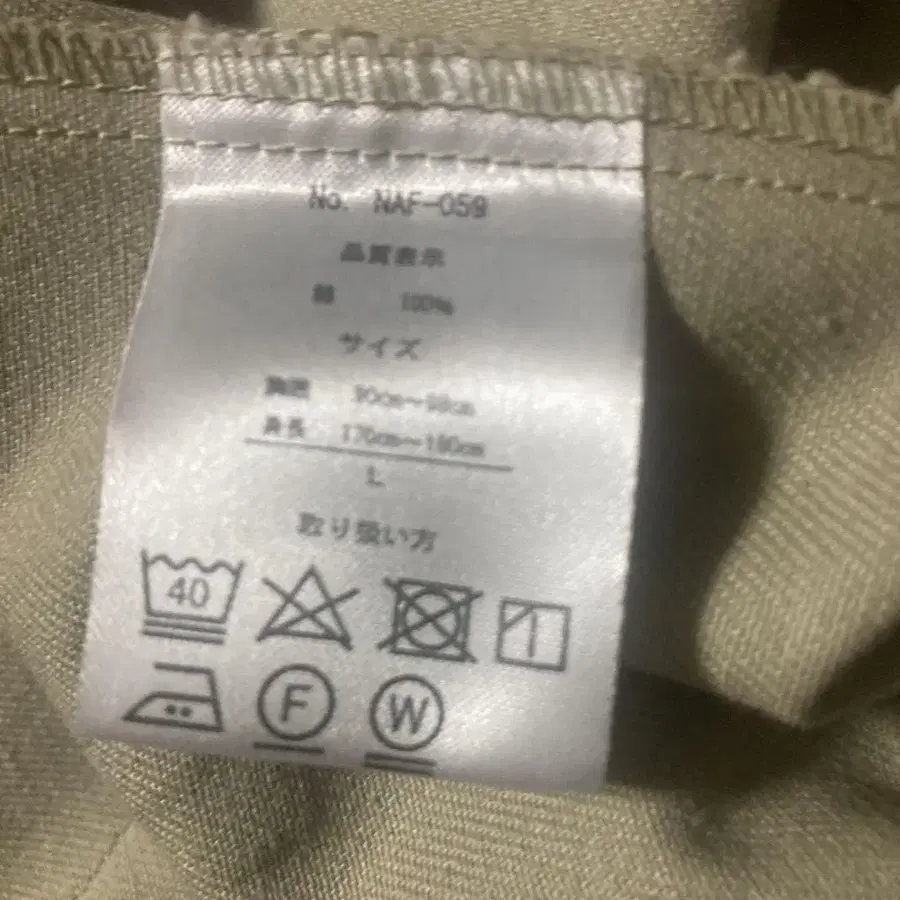 No. NAF-059
品質表示
綿 100%
サイズ
胸囲 90cm～98cm
身長 170cm～180cm
L
取り扱い方
40
F
W